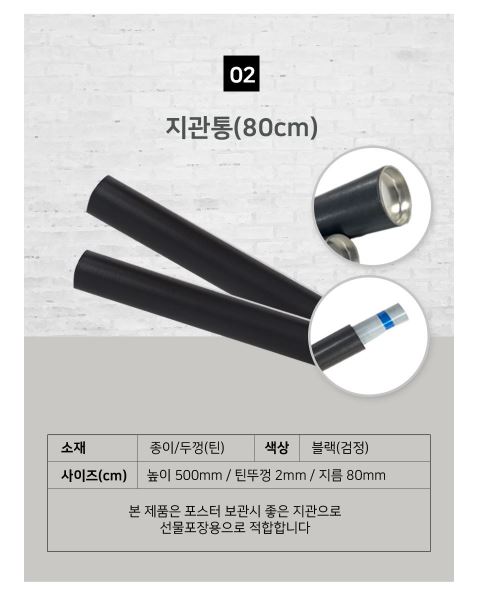 02
지관통(80cm)
소재 종이/두껑(틴) 색상 블랙(검정)
사이즈(cm) 높이 500mm / 틴뚜껑 2mm / 지름 80mm
본 제품은 포스터 보관시 좋은 지관으로
선물포장용으로 적합합니다